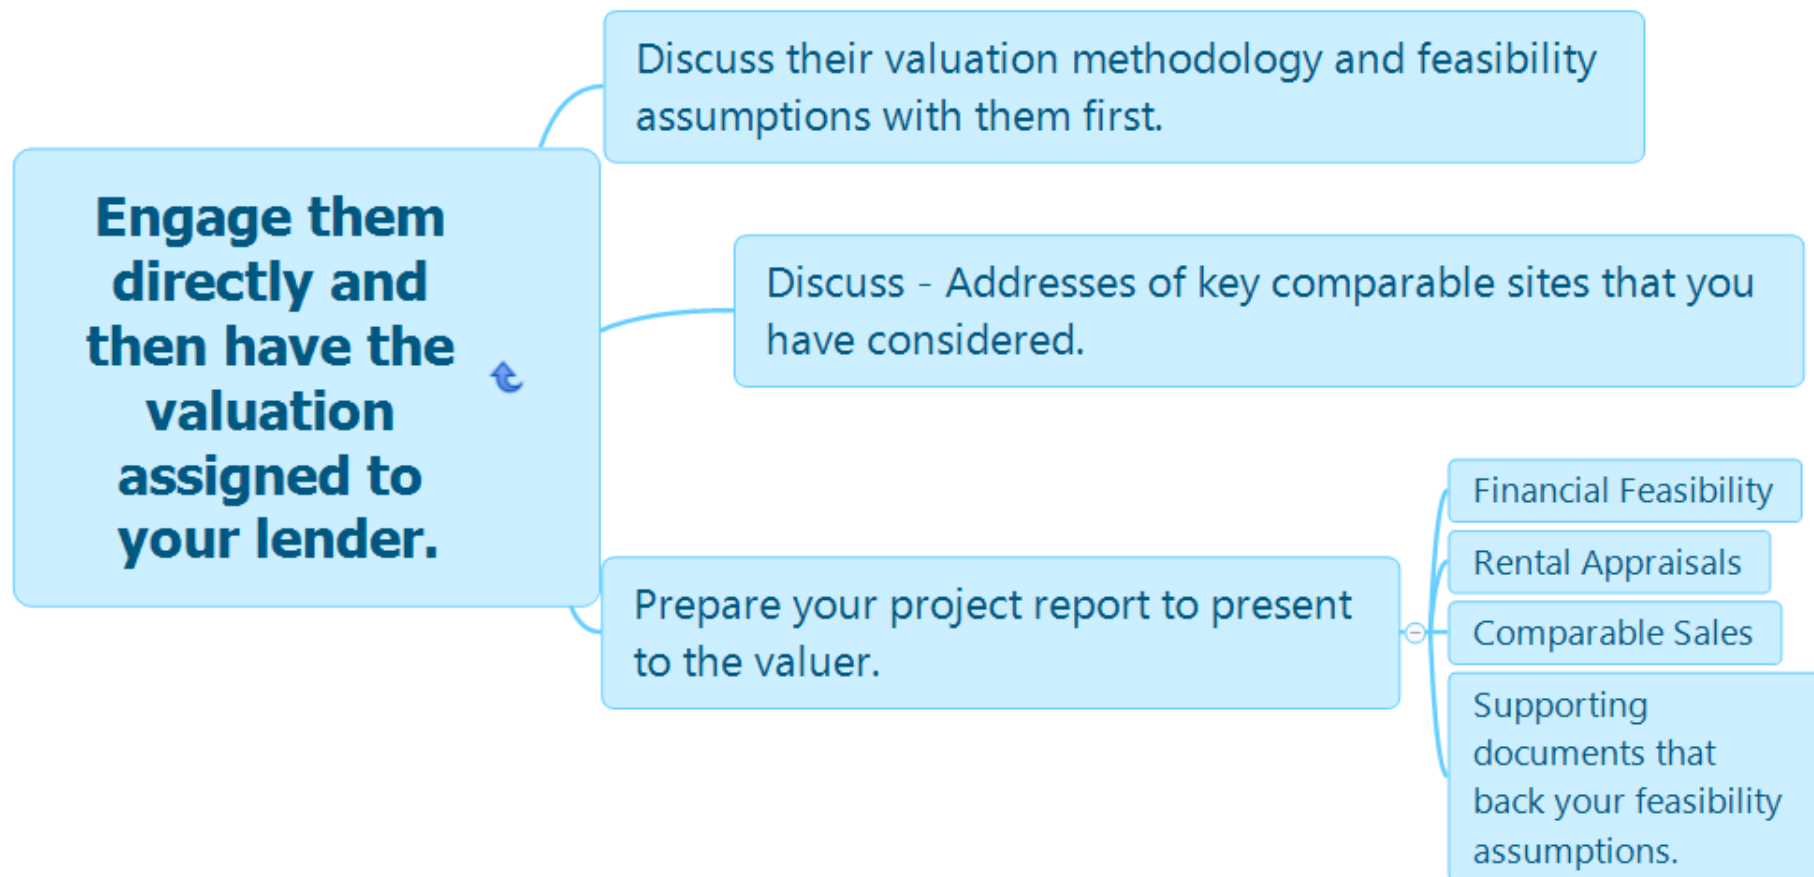 Engage them
directly and
then have the
valuation
assigned to
your lender.
Discuss their valuation methodology and feasibility
assumptions with them first.
Discuss - Addresses of key comparable sites that you
have considered.
Prepare your project report to present
to the valuer.
Financial Feasibility
Rental Appraisals
Comparable Sales
Supporting
documents that
back your feasibility
assumptions.